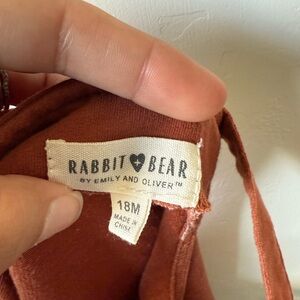 RABBIT BEAR
BY EMILY AND OLIVER™
18M
MADE IN
CHINA